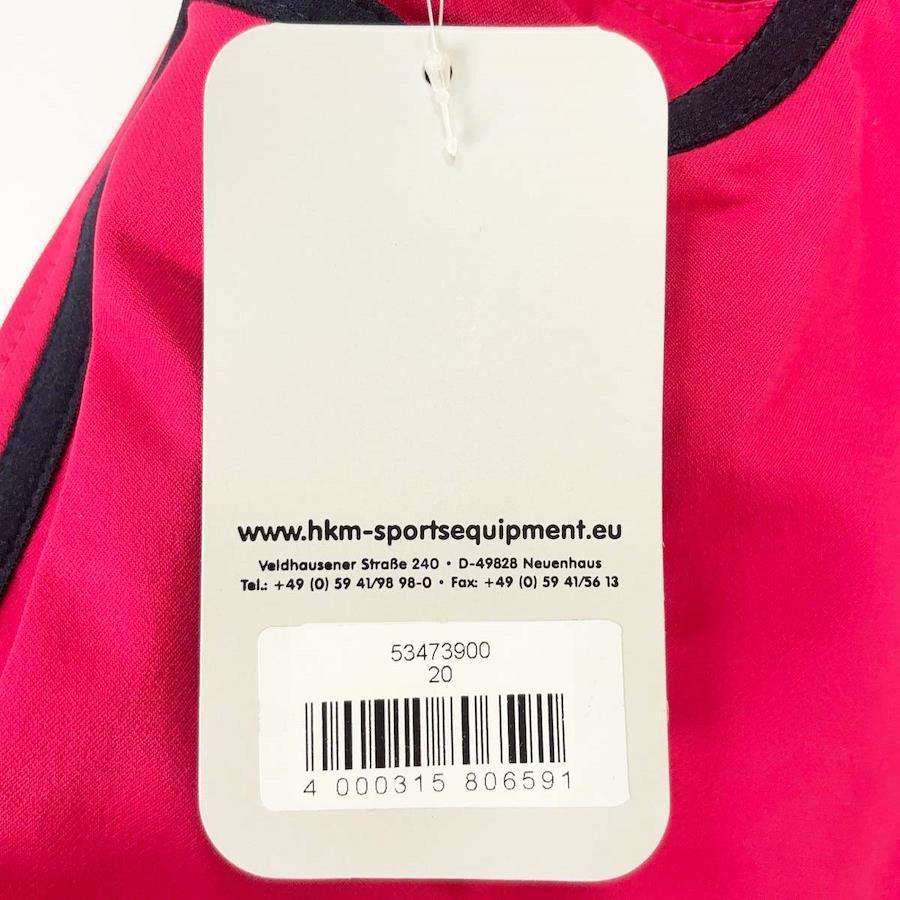 www.hkm-sportsequipment.eu
Veldhausener Straße 240 • D-49828 Neuenhaus
Tel.: +49 (0) 59 41/98 98-0 • Fax: +49 (0) 59 41/56 13
53473900
20
4 000315 806591